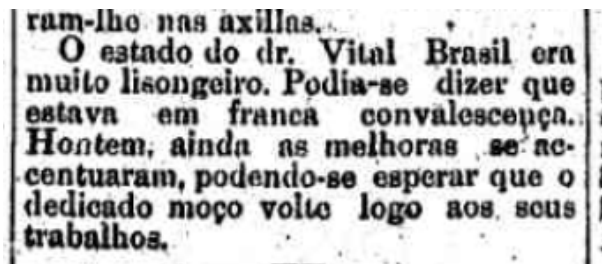 ram-lho nas axillas.
O estado do dr. Vital Brasil era
muito lisongeiro. Podia-se dizer que
estava em franca convalescença.
Hontem, ainda as melhoras se ac-
centuaram, podendo-se esperar que o
dedicado moço volte logo aos seus
trabalhos.